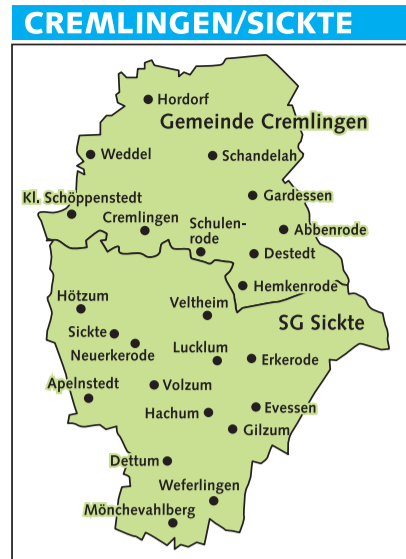 CREMLINGEN/SICKTE
Hordorf
Gemeinde Cremlingen
Weddel
Schandelah
Kl. Schöppenstedt
Gardessen
Cremlingen
Schulen-
rode
Abbenrode
Destedt
Hemkenrode
Hötzum
Veltheim
SG Sickte
Sickte
Neuerkerode
Lucklum
Erkerode
Apelnstedt
Volzum
Hachum
Evessen
Gilzum
Dettum
Weferlingen
Mönchevahlberg